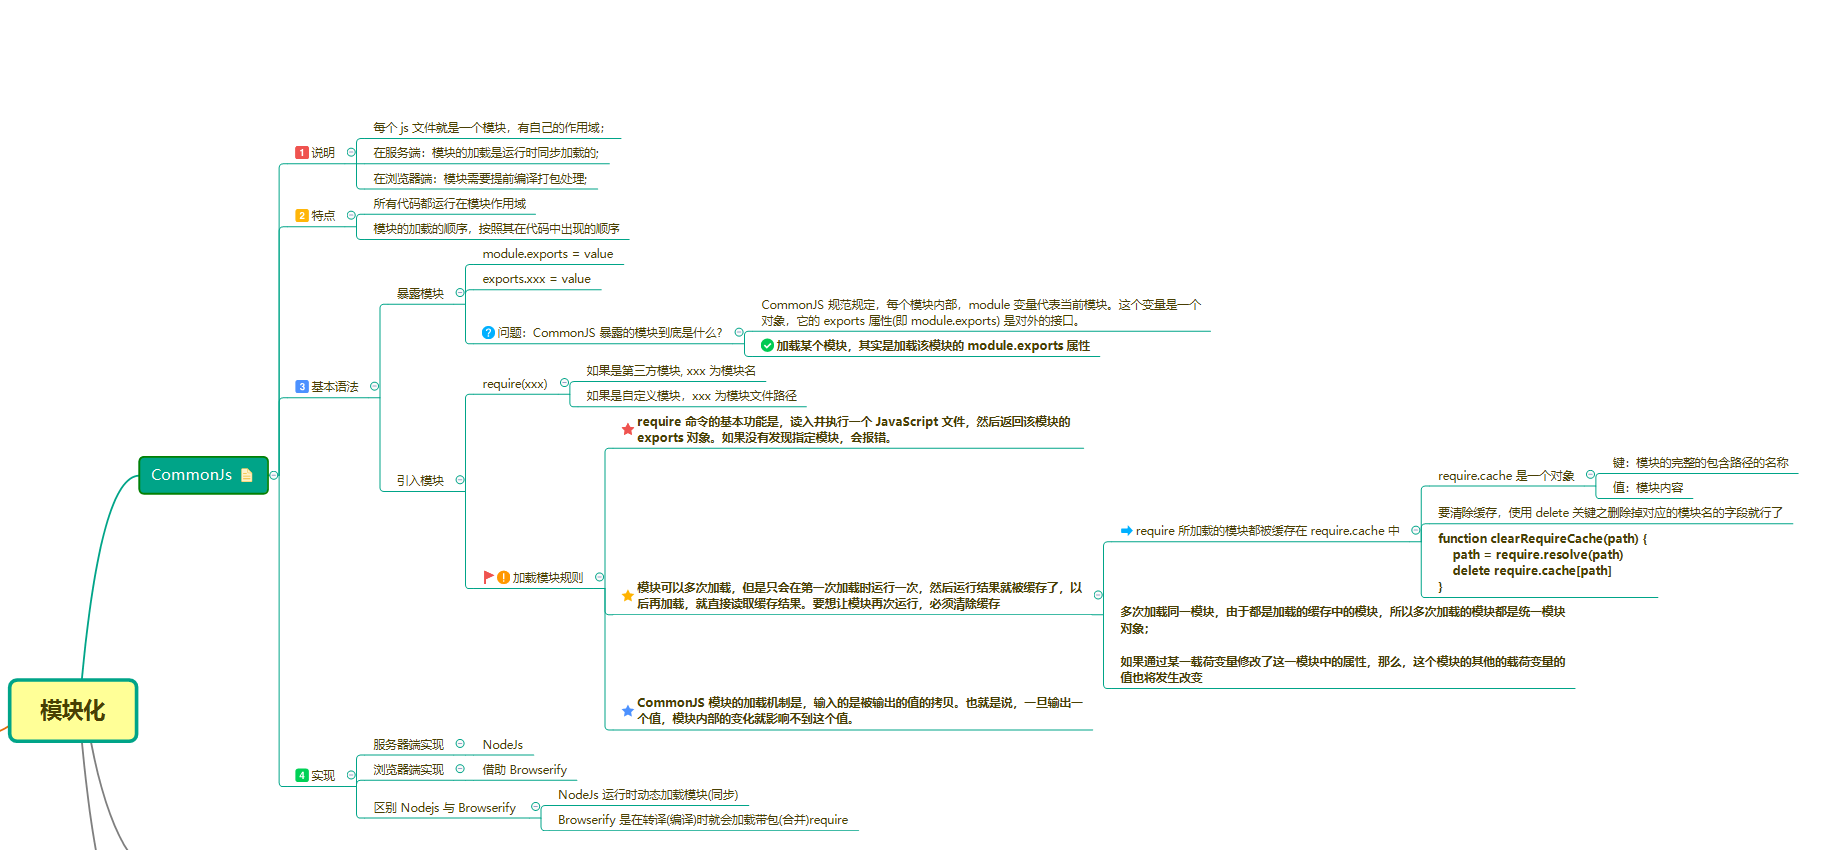 模块化
CommonJs
1 说明
每个 js 文件就是一个模块，有自己的作用域；
在服务端：模块的加载是运行时同步加载的;
在浏览器端：模块需要提前编译打包处理;
2 特点
所有代码都运行在模块作用域
模块的加载的顺序，按照其在代码中出现的顺序
3 基本语法
暴露模块
module.exports = value
exports.xxx = value
? 问题：CommonJS 暴露的模块到底是什么?
CommonJS 规范规定，每个模块内部，module 变量代表当前模块。这个变量是一个
对象，它的 exports 属性(即 module.exports) 是对外的接口。
加载某个模块，其实是加载该模块的 module.exports 属性
引入模块
require(xxx)
如果是第三方模块, xxx 为模块名
如果是自定义模块，xxx 为模块文件路径
! 加载模块规则
require 命令的基本功能是，读入并执行一个 JavaScript 文件，然后返回该模块的
exports 对象。如果没有发现指定模块，会报错。
模块可以多次加载，但是只会在第一次加载时运行一次，然后运行结果就被缓存了，以
后再加载，就直接读取缓存结果。要想让模块再次运行，必须清除缓存
require 所加载的模块都被缓存在 require.cache 中
require.cache 是一个对象
键：模块的完整的包含路径的名称
值：模块内容
要清除缓存，使用 delete 关键之删除掉对应的模块名的字段就行了
function clearRequireCache(path) {
path = require.resolve(path)
delete require.cache[path]
}
多次加载同一模块，由于都是加载的缓存中的模块，所以多次加载的模块都是统一模块
对象；
如果通过某一载荷变量修改了这一模块中的属性，那么，这个模块的其他的载荷变量的
值也将发生改变
CommonJS 模块的加载机制是，输入的是被输出的值的拷贝。也就是说，一旦输出一
个值，模块内部的变化就影响不到这个值。
4 实现
服务器端实现
NodeJs
浏览器端实现
借助 Browserify
区别 Nodejs 与 Browserify
NodeJs 运行时动态加载模块(同步)
Browserify 是在转译(编译)时就会加载带包(合并)require